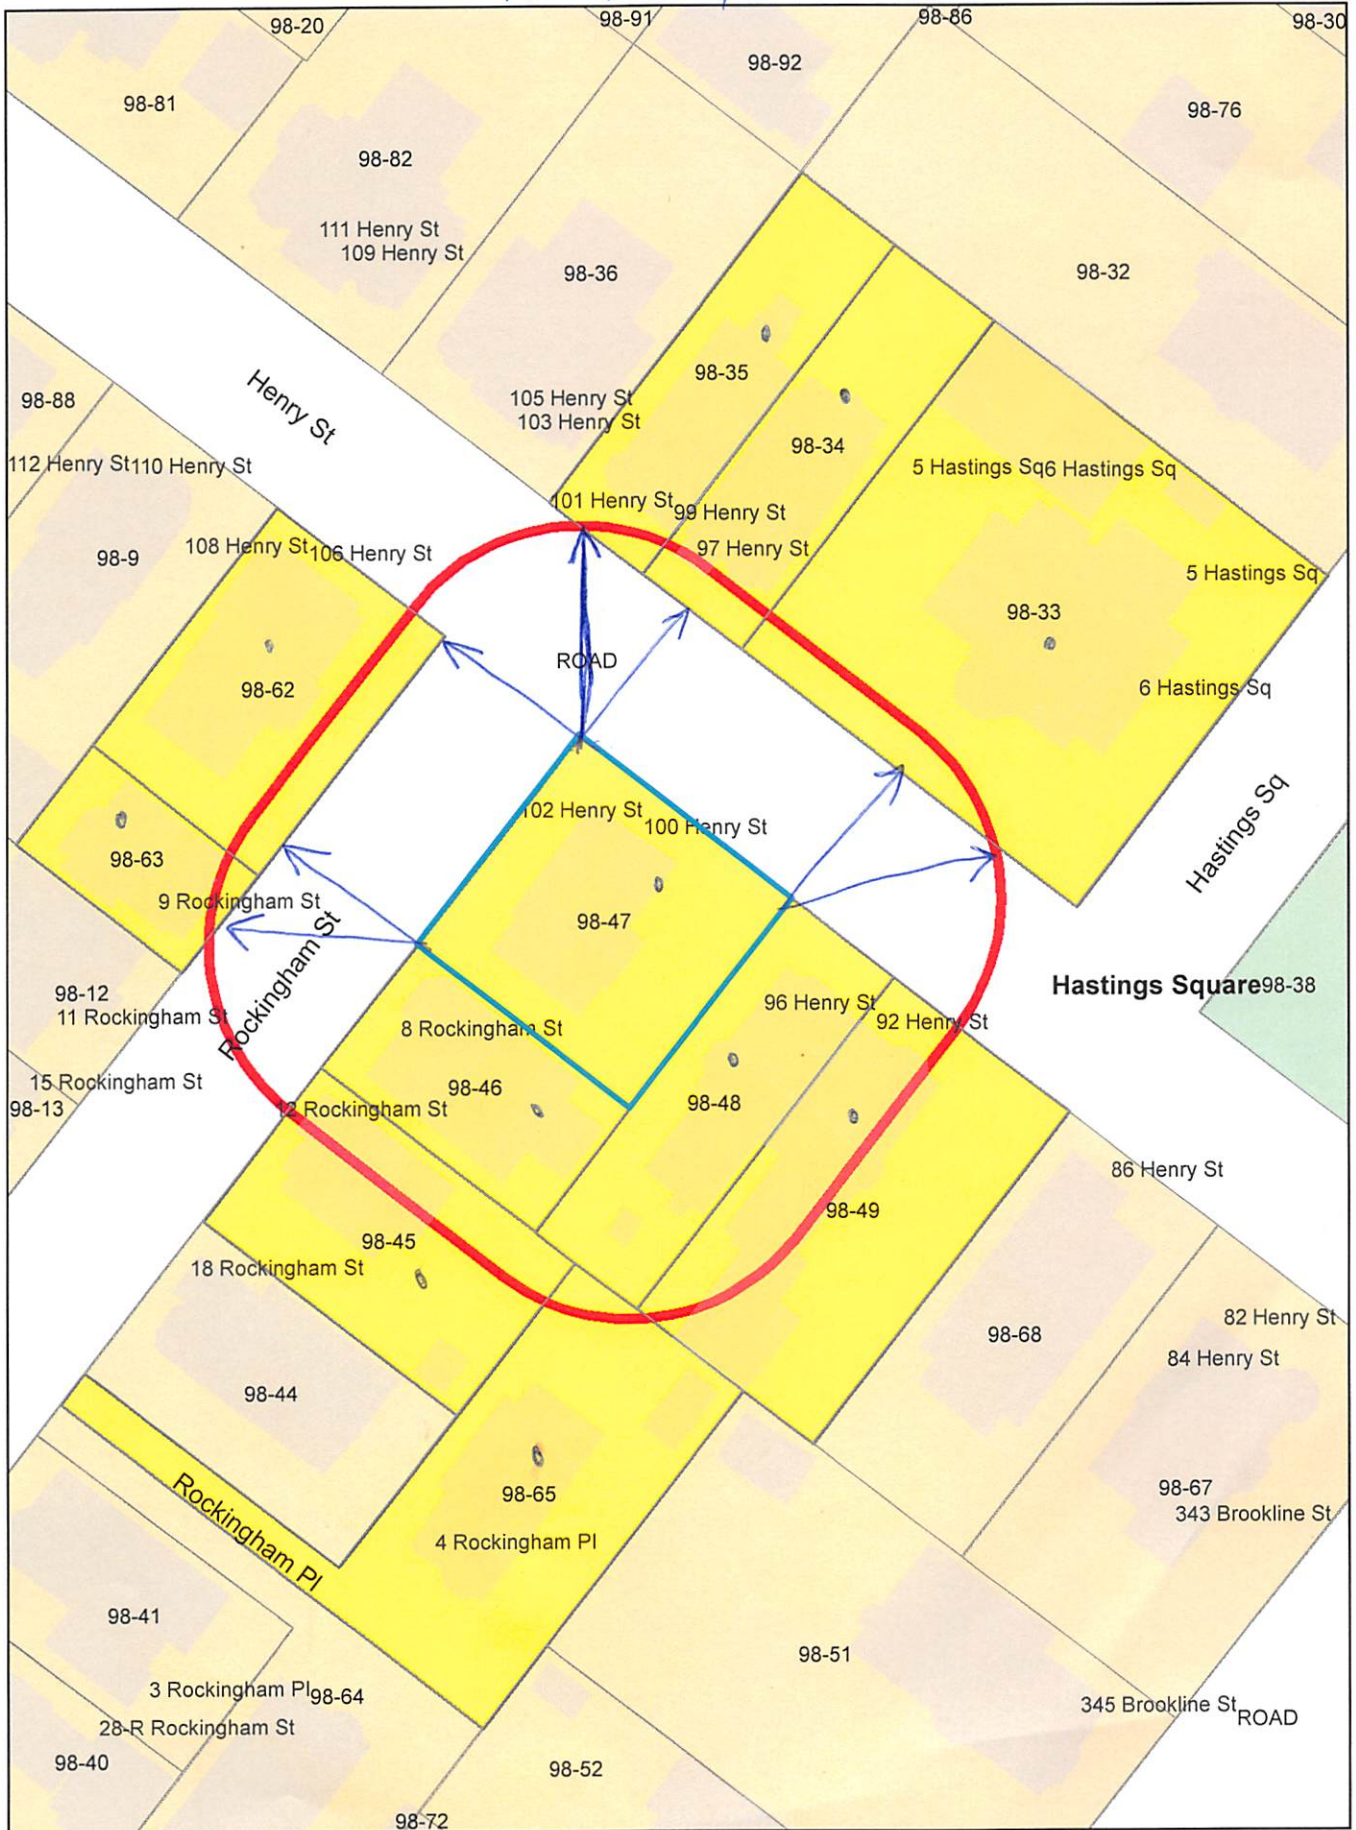 98-20
98-91
98-86
98-30
98-92
98-81
98-76
98-82
111 Henry St
109 Henry St
98-36
98-32
Henry St
98-35
98-88
105 Henry St
103 Henry St
98-34
112 Henry St 110 Henry St
5 Hastings Sq 6 Hastings Sq
101 Henry St
99 Henry St
97 Henry St
108 Henry St
106 Henry St
98-9
5 Hastings Sq
98-33
ROAD
98-62
6 Hastings Sq
102 Henry St
100 Henry St
Hastings Sq
98-63
9 Rockingham St
98-47
Rockingham St
98-12
11 Rockingham St
Hastings Square
98-38
96 Henry St
92 Henry St
8 Rockingham St
15 Rockingham St
98-46
98-48
98-13
12 Rockingham St
86 Henry St
98-49
98-45
18 Rockingham St
82 Henry St
98-68
84 Henry St
98-44
98-65
98-67
343 Brookline St
Rockingham Pl
4 Rockingham Pl
98-41
98-51
3 Rockingham Pl
98-64
345 Brookline St
ROAD
28-R Rockingham St
98-40
98-52
98-72